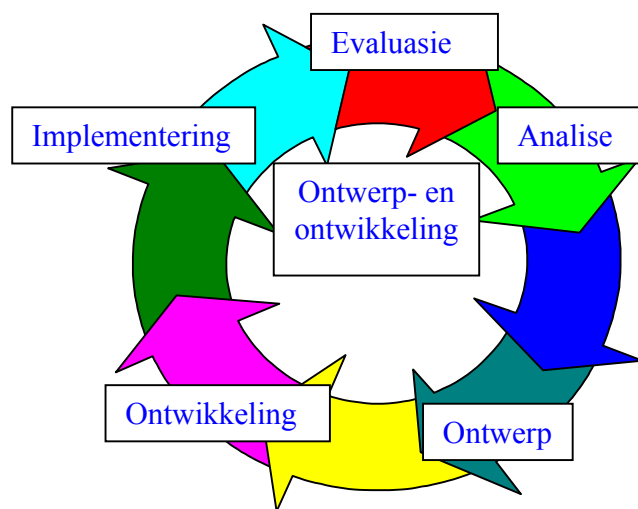 Evaluasie
Implementering
Analise
Ontwerp- en
ontwikkeling
Ontwikkeling
Ontwerp